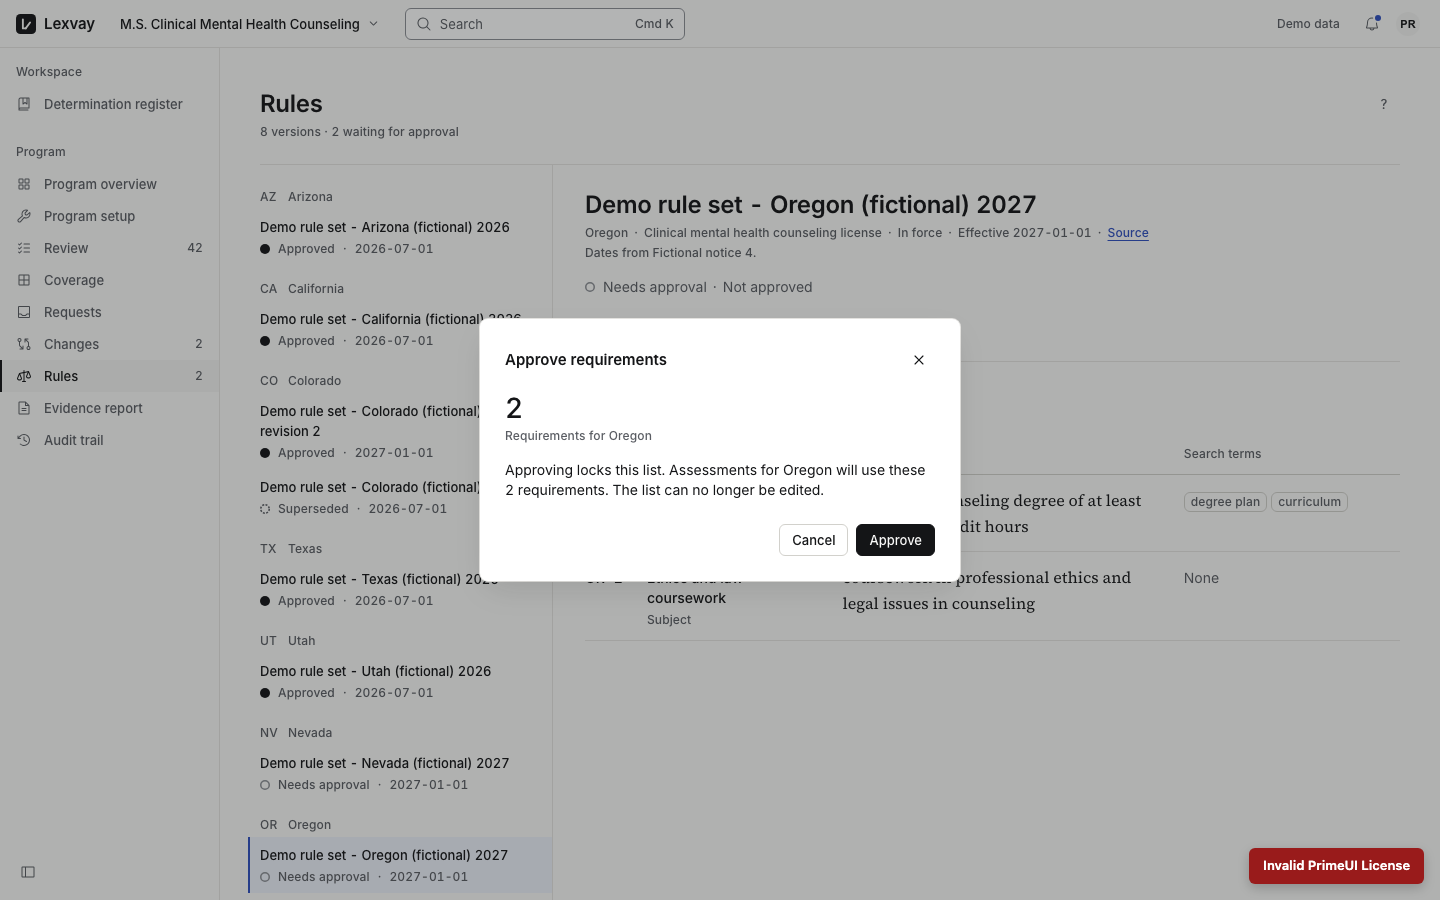 Lexvay
M.S. Clinical Mental Health Counseling
Search
Cmd K
Demo data
PR
Workspace
Determination register
Program
Program overview
Program setup
Review 42
Coverage
Requests
Changes 2
Rules 2
Evidence report
Audit trail
Rules
8 versions · 2 waiting for approval
?
AZ Arizona
Demo rule set - Arizona (fictional) 2026
Approved · 2026-07-01
CA California
Demo rule set - California (fictional) 2026
Approved · 2026-07-01
CO Colorado
Demo rule set - Colorado (fictional)
revision 2
Approved · 2027-01-01
Demo rule set - Colorado (fictional)
Superseded · 2026-07-01
TX Texas
Demo rule set - Texas (fictional) 2026
Approved · 2026-07-01
UT Utah
Demo rule set - Utah (fictional) 2026
Approved · 2026-07-01
NV Nevada
Demo rule set - Nevada (fictional) 2027
Needs approval · 2027-01-01
OR Oregon
Demo rule set - Oregon (fictional) 2027
Needs approval · 2027-01-01
Demo rule set - Oregon (fictional) 2027
Oregon · Clinical mental health counseling license · In force · Effective 2027-01-01 · Source
Dates from Fictional notice 4.
Needs approval · Not approved
Approve requirements
2
Requirements for Oregon
Approving locks this list. Assessments for Oregon will use these
2 requirements. The list can no longer be edited.
Cancel
Approve
Search terms
degree of at least
hours
degree plan
curriculum
coursework
Subject
professional ethics and
legal issues in counseling
None
Invalid PrimeUI License